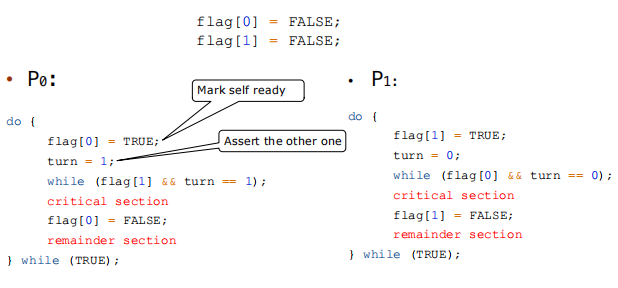 flag[0] = FALSE;
flag[1] = FALSE;
• P0:
Mark self ready
do {
flag[0] = TRUE;
Assert the other one
turn = 1;
while (flag[1] && turn == 1);
critical section
flag[0] = FALSE;
remainder section
} while (TRUE);
• P1:
do {
flag[1] = TRUE;
turn = 0;
while (flag[0] && turn == 0);
critical section
flag[1] = FALSE;
remainder section
} while (TRUE);